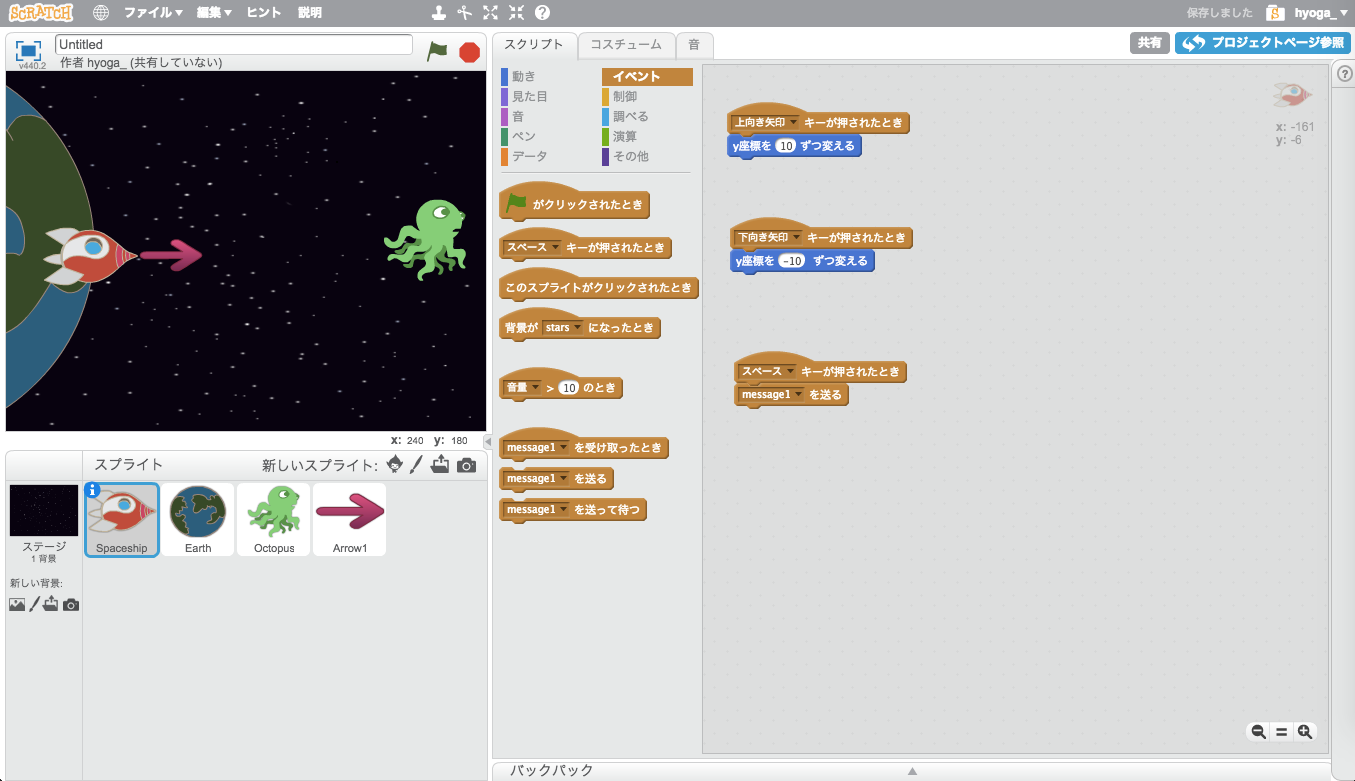 SCRATCH ファイル▼ 編集▼ ヒント 説明 ? 保存しました S hyoga_▼
v440.2 Untitled
作者 hyoga_ (共有していない)
スクリプト コスチューム 音 共有 プロジェクトページ参照
動き イベント
見た目 制御
音 調べる
ペン 演算
データ その他
がクリックされたとき
スペース▼ キーが押されたとき
このスプライトがクリックされたとき
背景が stars▼ になったとき
音量▼ > 10 のとき
message1▼ を受け取ったとき
message1▼ を送る
message1▼ を送って待つ
上向き矢印▼ キーが押されたとき
y座標を 10 ずつ変える
下向き矢印▼ キーが押されたとき
y座標を -10 ずつ変える
スペース▼ キーが押されたとき
message1▼ を送る
x: -161
y: -6
?
x: 240 y: 180
スプライト 新しいスプライト:
ステージ
1 背景
新しい背景:
i
Spaceship Earth Octopus Arrow1
バックパック